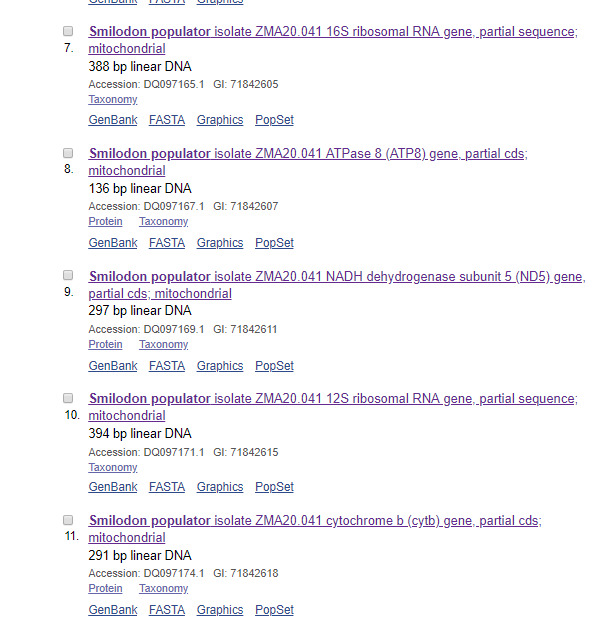 GenBank FASTA Graphics PopSet
Smilodon populator isolate ZMA20.041 16S ribosomal RNA gene, partial sequence;
7. mitochondrial
388 bp linear DNA
Accession: DQ097165.1 GI: 71842605
Taxonomy
GenBank FASTA Graphics PopSet
Smilodon populator isolate ZMA20.041 ATPase 8 (ATP8) gene, partial cds;
8. mitochondrial
136 bp linear DNA
Accession: DQ097167.1 GI: 71842607
Protein Taxonomy
GenBank FASTA Graphics PopSet
Smilodon populator isolate ZMA20.041 NADH dehydrogenase subunit 5 (ND5) gene,
9. partial cds; mitochondrial
297 bp linear DNA
Accession: DQ097169.1 GI: 71842611
Protein Taxonomy
GenBank FASTA Graphics PopSet
Smilodon populator isolate ZMA20.041 12S ribosomal RNA gene, partial sequence;
10. mitochondrial
394 bp linear DNA
Accession: DQ097171.1 GI: 71842615
Taxonomy
GenBank FASTA Graphics PopSet
Smilodon populator isolate ZMA20.041 cytochrome b (cytb) gene, partial cds;
11. mitochondrial
291 bp linear DNA
Accession: DQ097174.1 GI: 71842618
Protein Taxonomy
GenBank FASTA Graphics PopSet